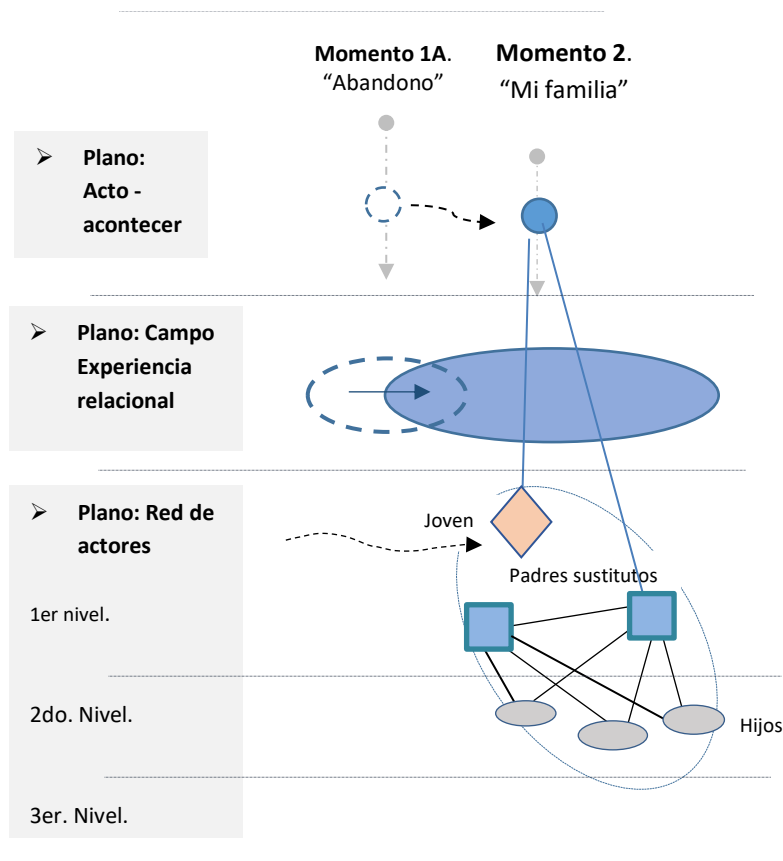 Momento 1A.
“Abandono”
Momento 2.
“Mi familia”
➢ Plano:
Acto -
acontecer
➢ Plano: Campo
Experiencia
relacional
➢ Plano: Red de
actores
Joven
Padres sustitutos
1er nivel.
2do. Nivel.
Hijos
3er. Nivel.